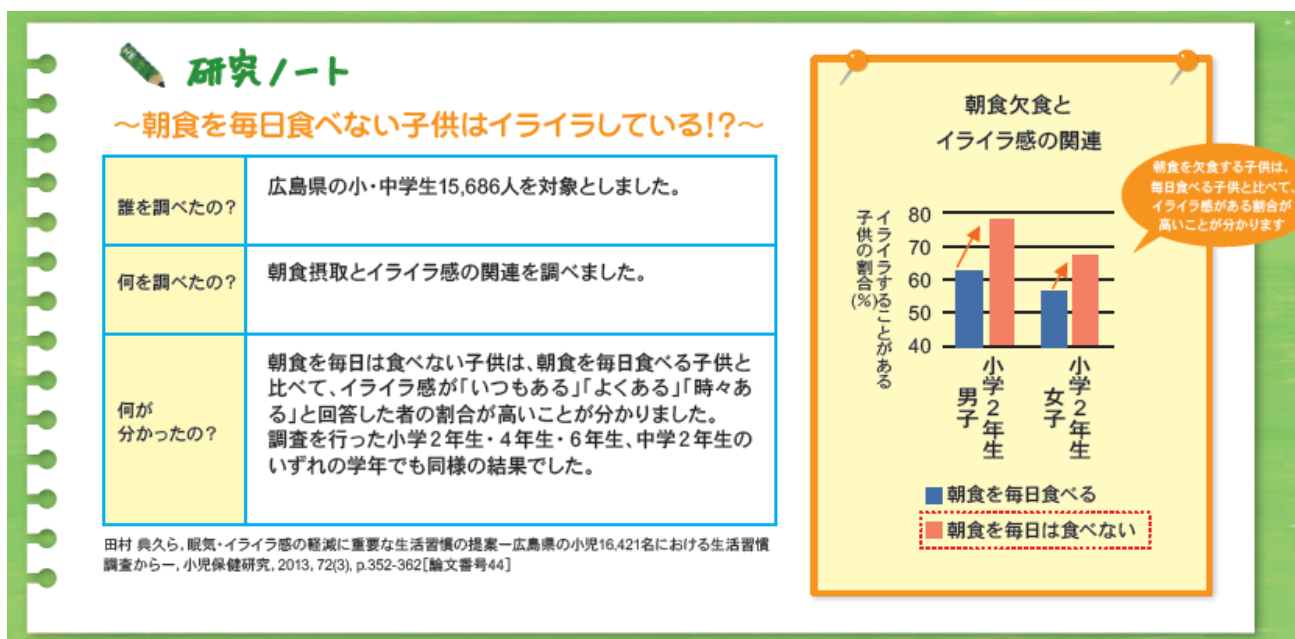 研究ノート
～朝食を毎日食べない子供はイライラしている!?～
誰を調べたの？
広島県の小・中学生15,686人を対象としました。
何を調べたの？
朝食摂取とイライラ感の関連を調べました。
何が
分かったの？
朝食を毎日は食べない子供は、朝食を毎日食べる子供と
比べて、イライラ感が「いつもある」「よくある」「時々あ
る」と回答した者の割合が高いことが分かりました。
調査を行った小学２年生・４年生・６年生、中学２年生の
いずれの学年でも同様の結果でした。
田村 典久ら, 眠気・イライラ感の軽減に重要な生活習慣の提案ー広島県の小児16,421名における生活習慣
調査からー, 小児保健研究, 2013, 72(3), p.352-362［論文番号44］
朝食欠食と
イライラ感の関連
朝食を欠食する子供は、
毎日食べる子供と比べて、
イライラ感がある割合が
高いことが分かります
イライラすることがある
子供の割合(%)
80
70
60
50
40
小学２年生
男子
小学２年生
女子
朝食を毎日食べる
朝食を毎日は食べない